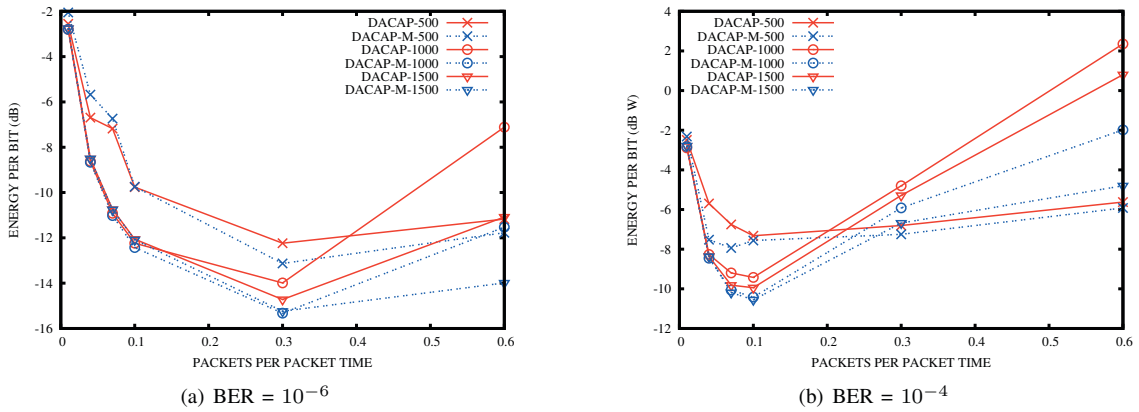 -2
-4
-6
-8
-10
-12
-14
-16
0
0.1
0.2
0.3
0.4
0.5
0.6
ENERGY PER BIT (dB)
PACKETS PER PACKET TIME
DACAP-500
DACAP-M-500
DACAP-1000
DACAP-M-1000
DACAP-1500
DACAP-M-1500
(a) BER = 10⁻⁶
4
2
0
-2
-4
-6
-8
-10
-12
0
0.1
0.2
0.3
0.4
0.5
0.6
ENERGY PER BIT (dB W)
PACKETS PER PACKET TIME
DACAP-500
DACAP-M-500
DACAP-1000
DACAP-M-1000
DACAP-1500
DACAP-M-1500
(b) BER = 10⁻⁴